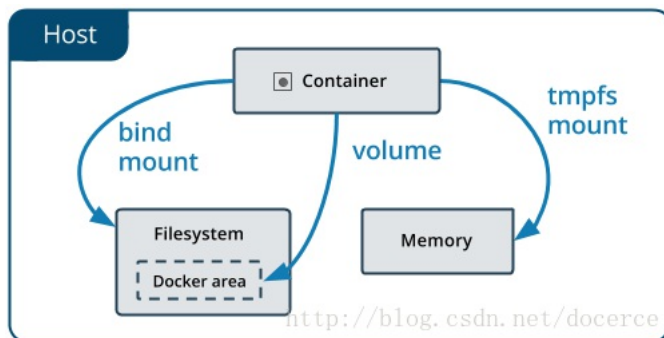 Host
Container
bind
mount
volume
tmpfs
mount
Filesystem
Docker area
Memory
http://blog.csdn.net/docerce